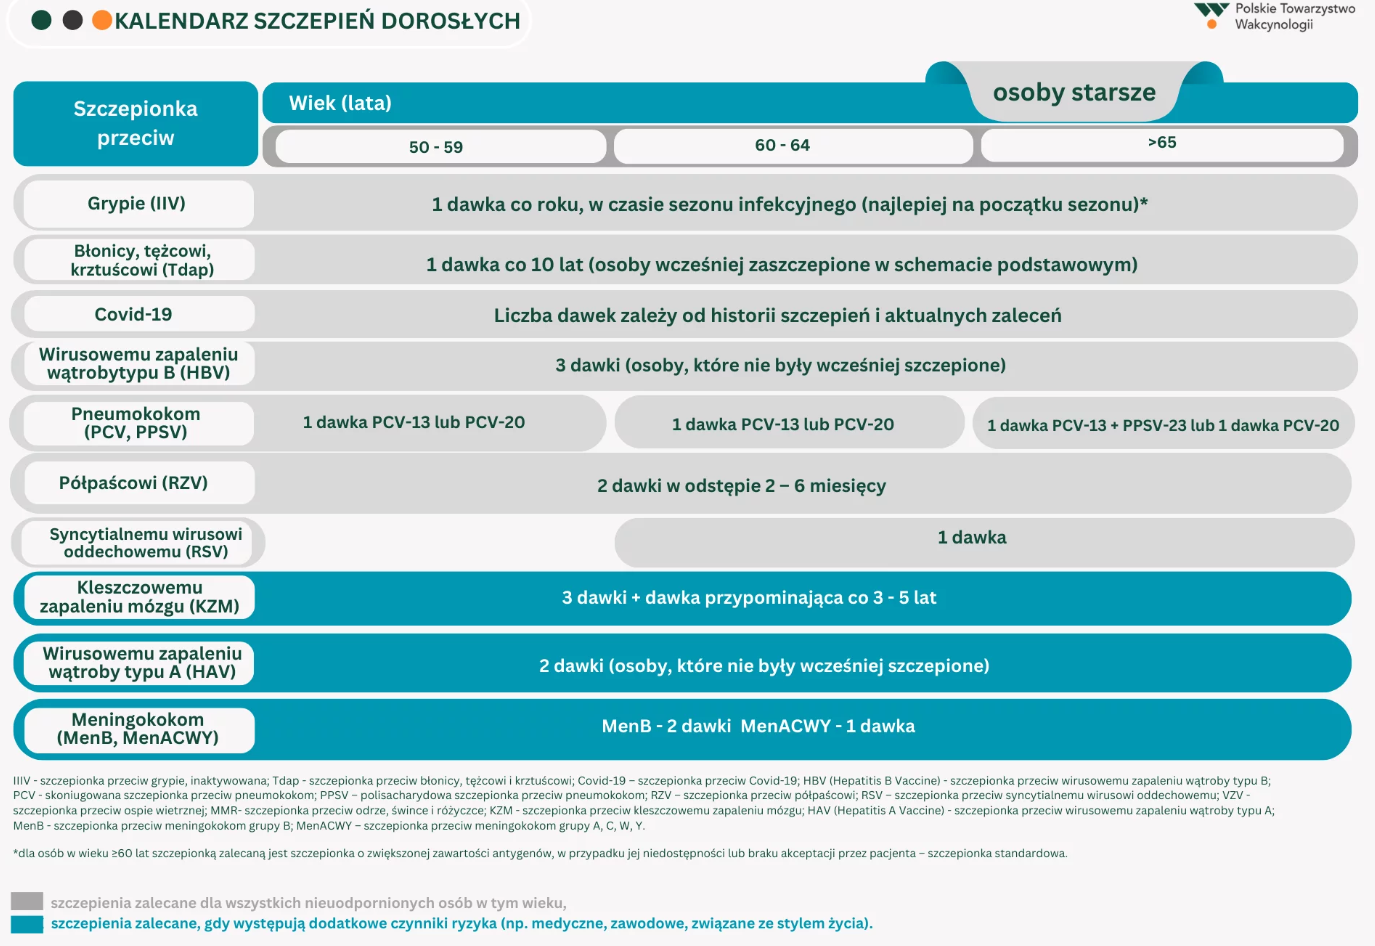 KALENDARZ SZCZEPIEŃ DOROSŁYCH
Polskie Towarzystwo
Wakcynologii
Szczepionka
przeciw
Wiek (lata)
osoby starsze
50 - 59
60 - 64
>65
Grypie (IIV)
1 dawka co roku, w czasie sezonu infekcyjnego (najlepiej na początku sezonu)*
Błonicy, tężcowi,
krztuścowi (Tdap)
1 dawka co 10 lat (osoby wcześniej zaszczepione w schemacie podstawowym)
Covid-19
Liczba dawek zależy od historii szczepień i aktualnych zaleceń
Wirusowemu zapaleniu
wątrobytypu B (HBV)
3 dawki (osoby, które nie były wcześniej szczepione)
Pneumokokom
(PCV, PPSV)
1 dawka PCV-13 lub PCV-20
1 dawka PCV-13 lub PCV-20
1 dawka PCV-13 + PPSV-23 lub 1 dawka PCV-20
Półpaścowi (RZV)
2 dawki w odstępie 2 – 6 miesięcy
Syncytialnemu wirusowi
oddechowemu (RSV)
1 dawka
Kleszczowemu
zapaleniu mózgu (KZM)
3 dawki + dawka przypominająca co 3 - 5 lat
Wirusowemu zapaleniu
wątroby typu A (HAV)
2 dawki (osoby, które nie były wcześniej szczepione)
Meningokokom
(MenB, MenACWY)
MenB - 2 dawki MenACWY - 1 dawka
IIIV - szczepionka przeciw grypie, inaktywowana; Tdap - szczepionka przeciw błonicy, tężcowi i krztuścowi; Covid-19 – szczepionka przeciw Covid-19; HBV (Hepatitis B Vaccine) - szczepionka przeciw wirusowemu zapaleniu wątroby typu B;
PCV - skoniugowana szczepionka przeciw pneumokokom; PPSV – polisacharydowa szczepionka przeciw pneumokokom; RZV – szczepionka przeciw półpaścowi; RSV – szczepionka przeciw syncytialnemu wirusowi oddechowemu; VZV -
szczepionka przeciw ospie wietrznej; MMR- szczepionka przeciw odrze, śwince i różyczce; KZM - szczepionka przeciw kleszczowemu zapaleniu mózgu; HAV (Hepatitis A Vaccine) - szczepionka przeciw wirusowemu zapaleniu wątroby typu A;
MenB - szczepionka przeciw meningokokom grupy B; MenACWY – szczepionka przeciw meningokokom grupy A, C, W, Y.
*dla osób w wieku ≥60 lat szczepionką zalecaną jest szczepionka o zwiększonej zawartości antygenów, w przypadku jej niedostępności lub braku akceptacji przez pacjenta – szczepionka standardowa.
szczepienia zalecane dla wszystkich nieuodpornionych osób w tym wieku,
szczepienia zalecane, gdy występują dodatkowe czynniki ryzyka (np. medyczne, zawodowe, związane ze stylem życia).